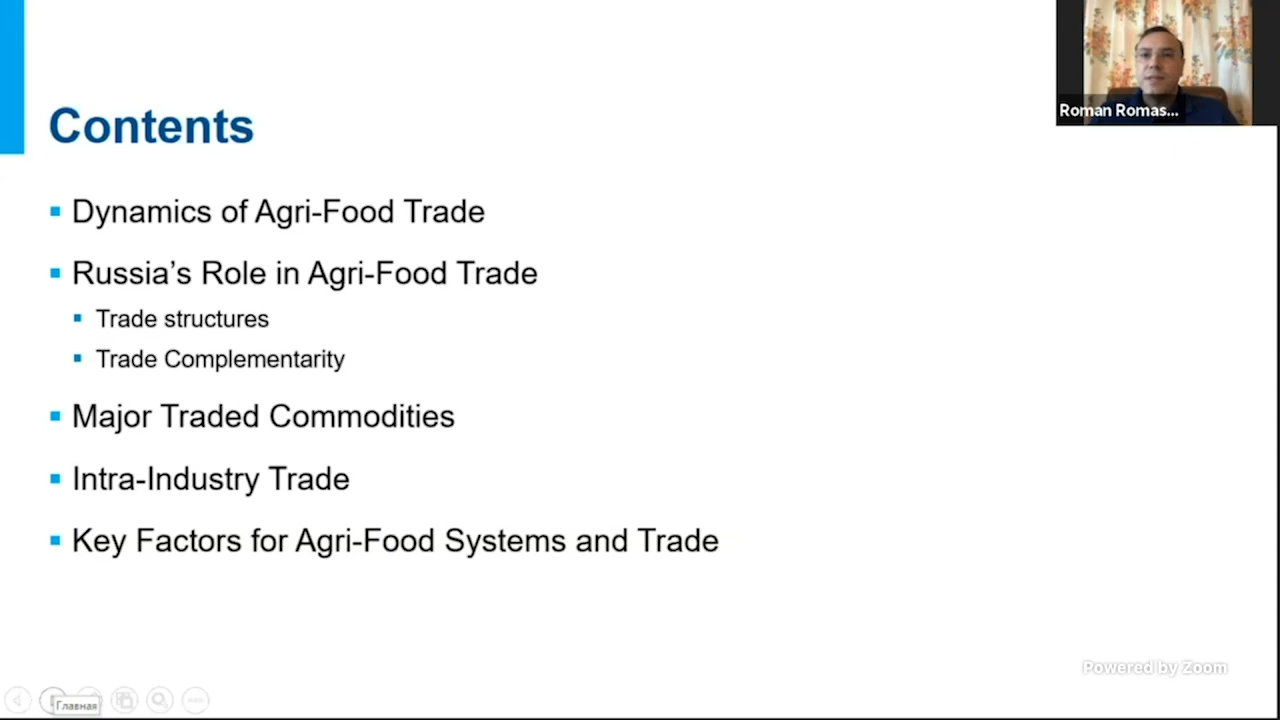 Roman Romas...
Contents
Dynamics of Agri-Food Trade
Russia’s Role in Agri-Food Trade
Trade structures
Trade Complementarity
Major Traded Commodities
Intra-Industry Trade
Key Factors for Agri-Food Systems and Trade
Powered by Zoom
Главная